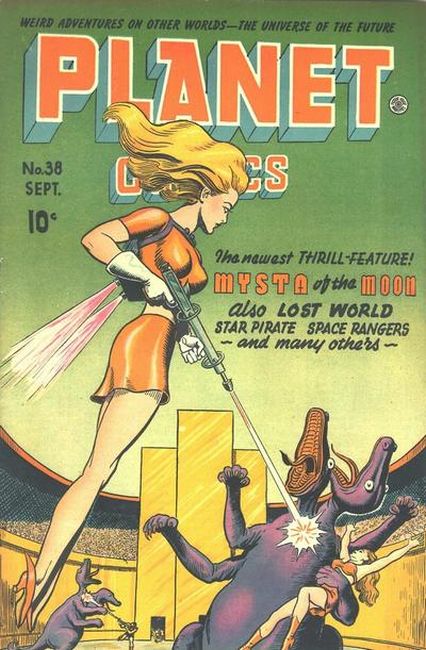 WEIRD ADVENTURES ON OTHER WORLDS—THE UNIVERSE OF THE FUTURE
PLANET
COMICS
No. 38
SEPT.
10¢
The newest THRILL-FEATURE!
MYSTA of the MOON
also LOST WORLD
STAR PIRATE SPACE RANGERS
~ and many others ~